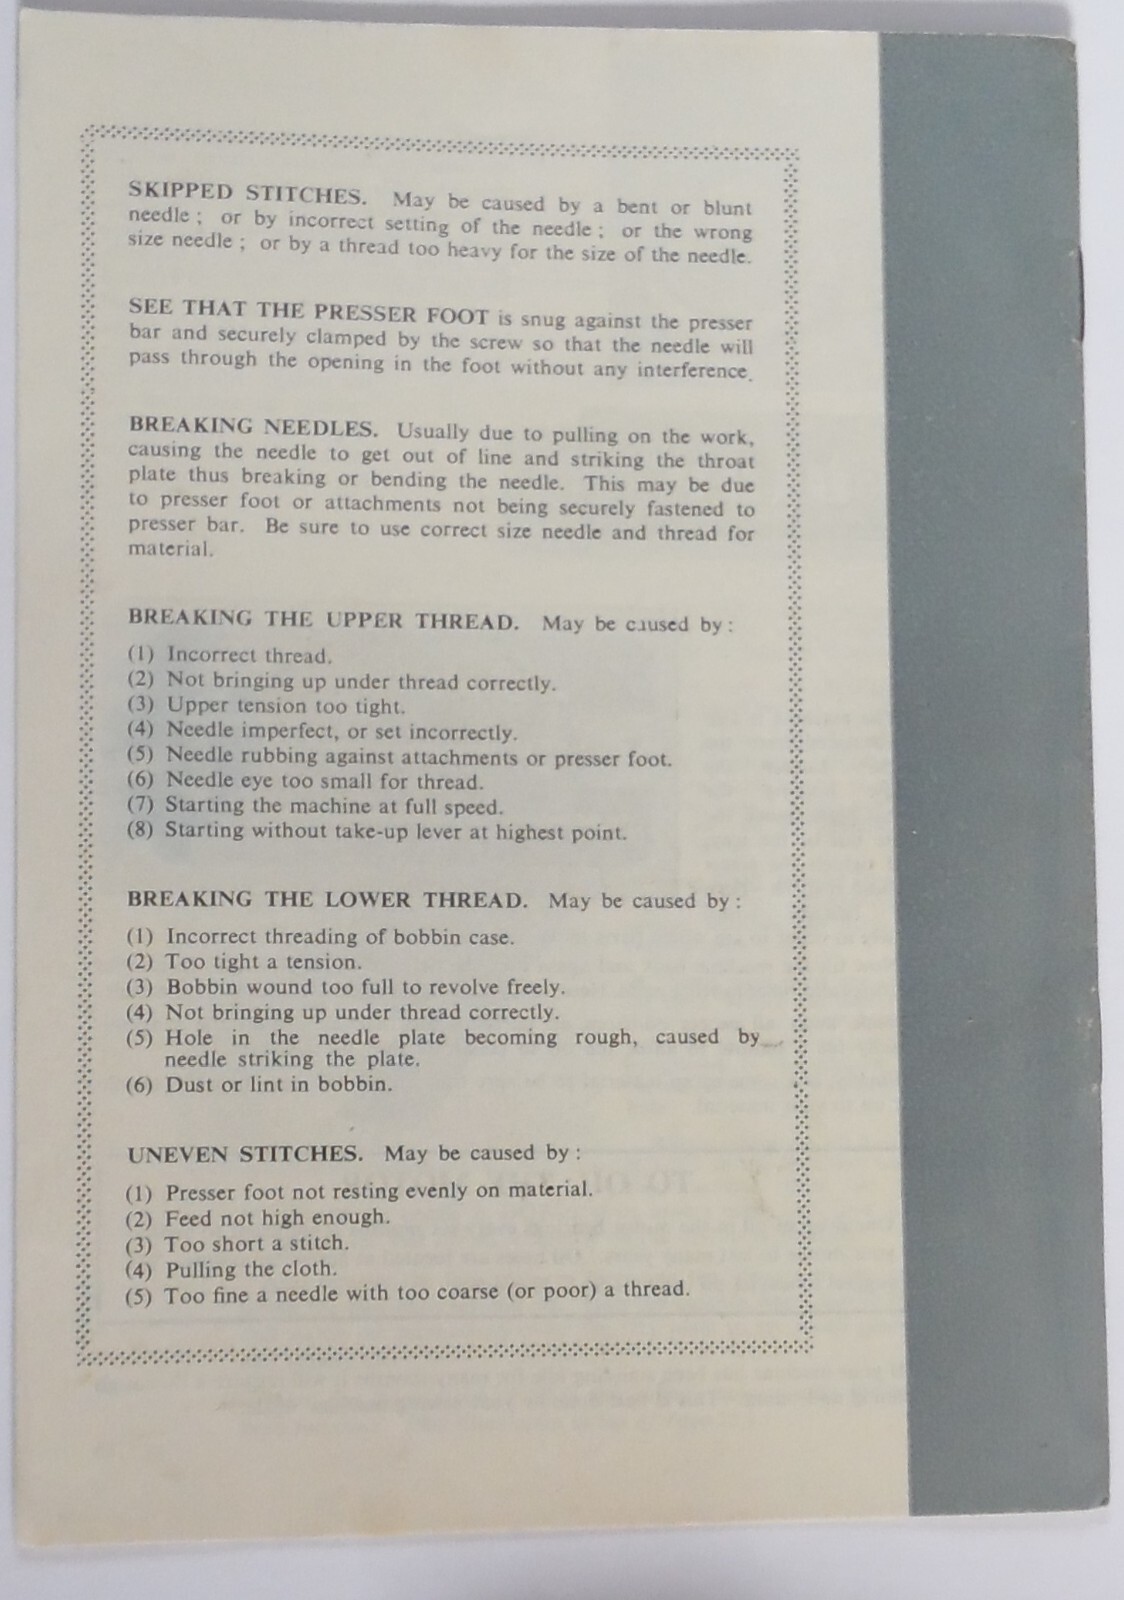 SKIPPED STITCHES. May be caused by a bent or blunt
needle ; or by incorrect setting of the needle ; or the wrong
size needle ; or by a thread too heavy for the size of the needle.
SEE THAT THE PRESSER FOOT is snug against the presser
bar and securely clamped by the screw so that the needle will
pass through the opening in the foot without any interference.
BREAKING NEEDLES. Usually due to pulling on the work,
causing the needle to get out of line and striking the throat
plate thus breaking or bending the needle. This may be due
to presser foot or attachments not being securely fastened to
presser bar. Be sure to use correct size needle and thread for
material.
BREAKING THE UPPER THREAD. May be caused by :
(1) Incorrect thread.
(2) Not bringing up under thread correctly.
(3) Upper tension too tight.
(4) Needle imperfect, or set incorrectly.
(5) Needle rubbing against attachments or presser foot.
(6) Needle eye too small for thread.
(7) Starting the machine at full speed.
(8) Starting without take-up lever at highest point.
BREAKING THE LOWER THREAD. May be caused by :
(1) Incorrect threading of bobbin case.
(2) Too tight a tension.
(3) Bobbin wound too full to revolve freely.
(4) Not bringing up under thread correctly.
(5) Hole in the needle plate becoming rough, caused by
needle striking the plate.
(6) Dust or lint in bobbin.
UNEVEN STITCHES. May be caused by :
(1) Presser foot not resting evenly on material.
(2) Feed not high enough.
(3) Too short a stitch.
(4) Pulling the cloth.
(5) Too fine a needle with too coarse (or poor) a thread.